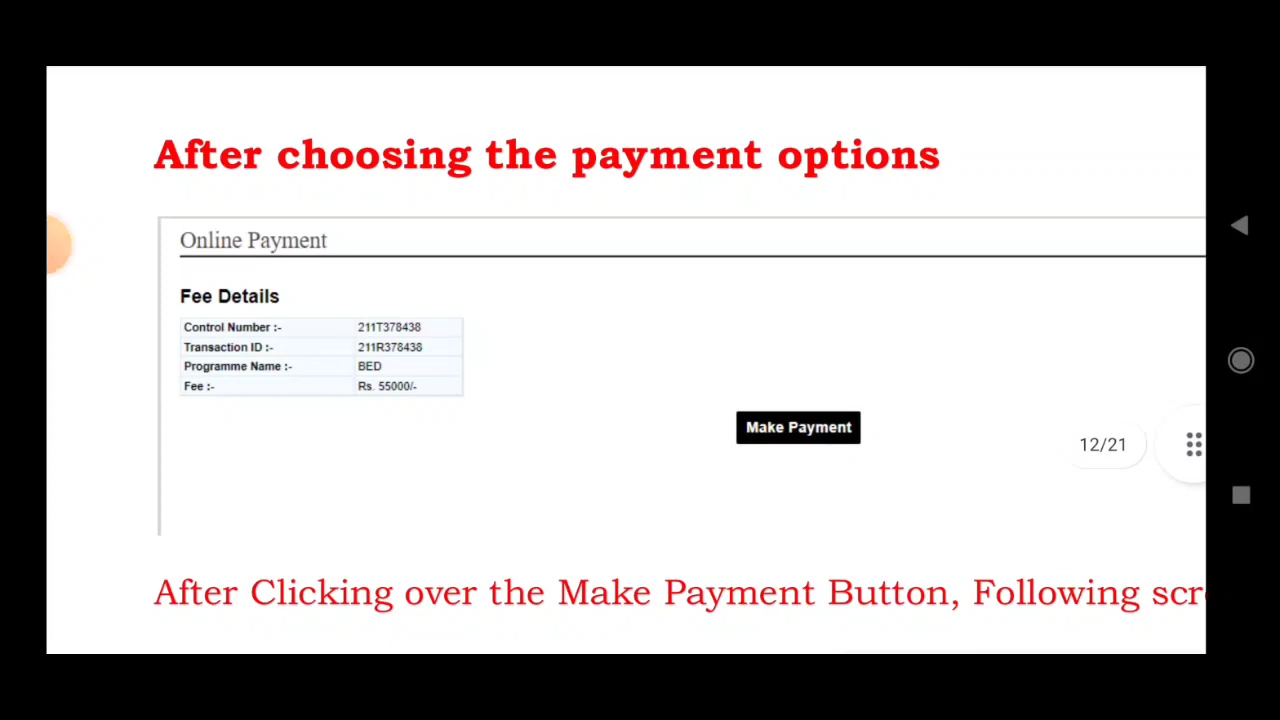 After choosing the payment options
Online Payment
Fee Details
Control Number :- 211T378438
Transaction ID :- 211R378438
Programme Name :- BED
Fee :- Rs. 55000/-
Make Payment
12/21
After Clicking over the Make Payment Button, Following scr